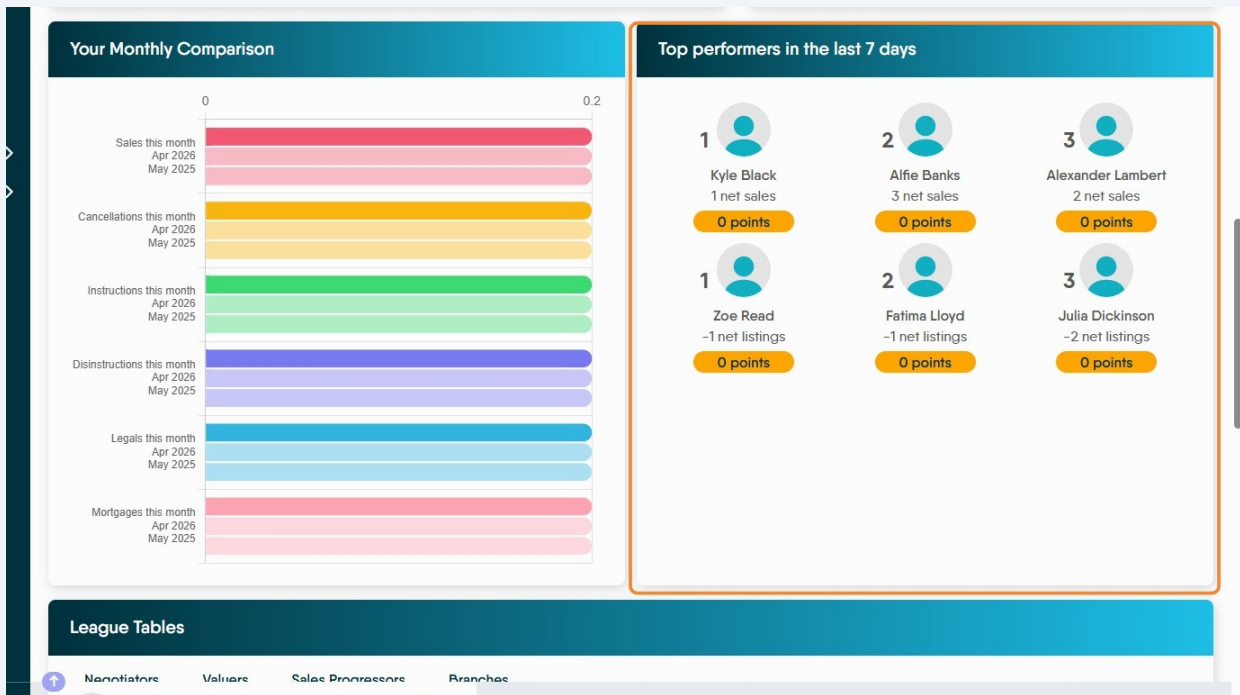 Your Monthly Comparison
0
0.2
Sales this month
Apr 2026
May 2025
Cancellations this month
Apr 2026
May 2025
Instructions this month
Apr 2026
May 2025
Disinstructions this month
Apr 2026
May 2025
Legals this month
Apr 2026
May 2025
Mortgages this month
Apr 2026
May 2025
Top performers in the last 7 days
1
2
3
Kyle Black
Alfie Banks
Alexander Lambert
1 net sales
3 net sales
2 net sales
0 points
0 points
0 points
1
2
3
Zoe Read
Fatima Lloyd
Julia Dickinson
-1 net listings
-1 net listings
-2 net listings
0 points
0 points
0 points
League Tables
Negotiators
Valuers
Sales Progressors
Branches